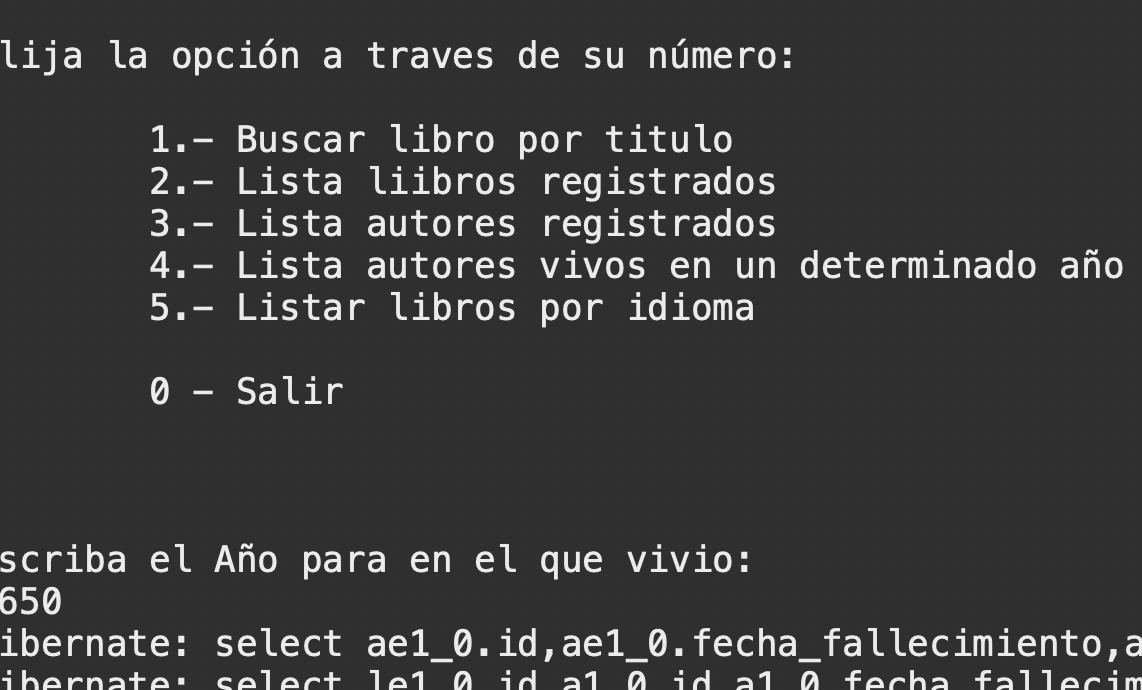 lija la opción a traves de su número:
1.- Buscar libro por titulo
2.- Lista liibros registrados
3.- Lista autores registrados
4.- Lista autores vivos en un determinado año
5.- Listar libros por idioma
0 - Salir
scriba el Año para en el que vivio:
650
ibernate: select ae1_0.id,ae1_0.fecha_fallecimiento,a
ibernate: select le1_0.id,a1_0.id,a1_0.fecha_fallecim